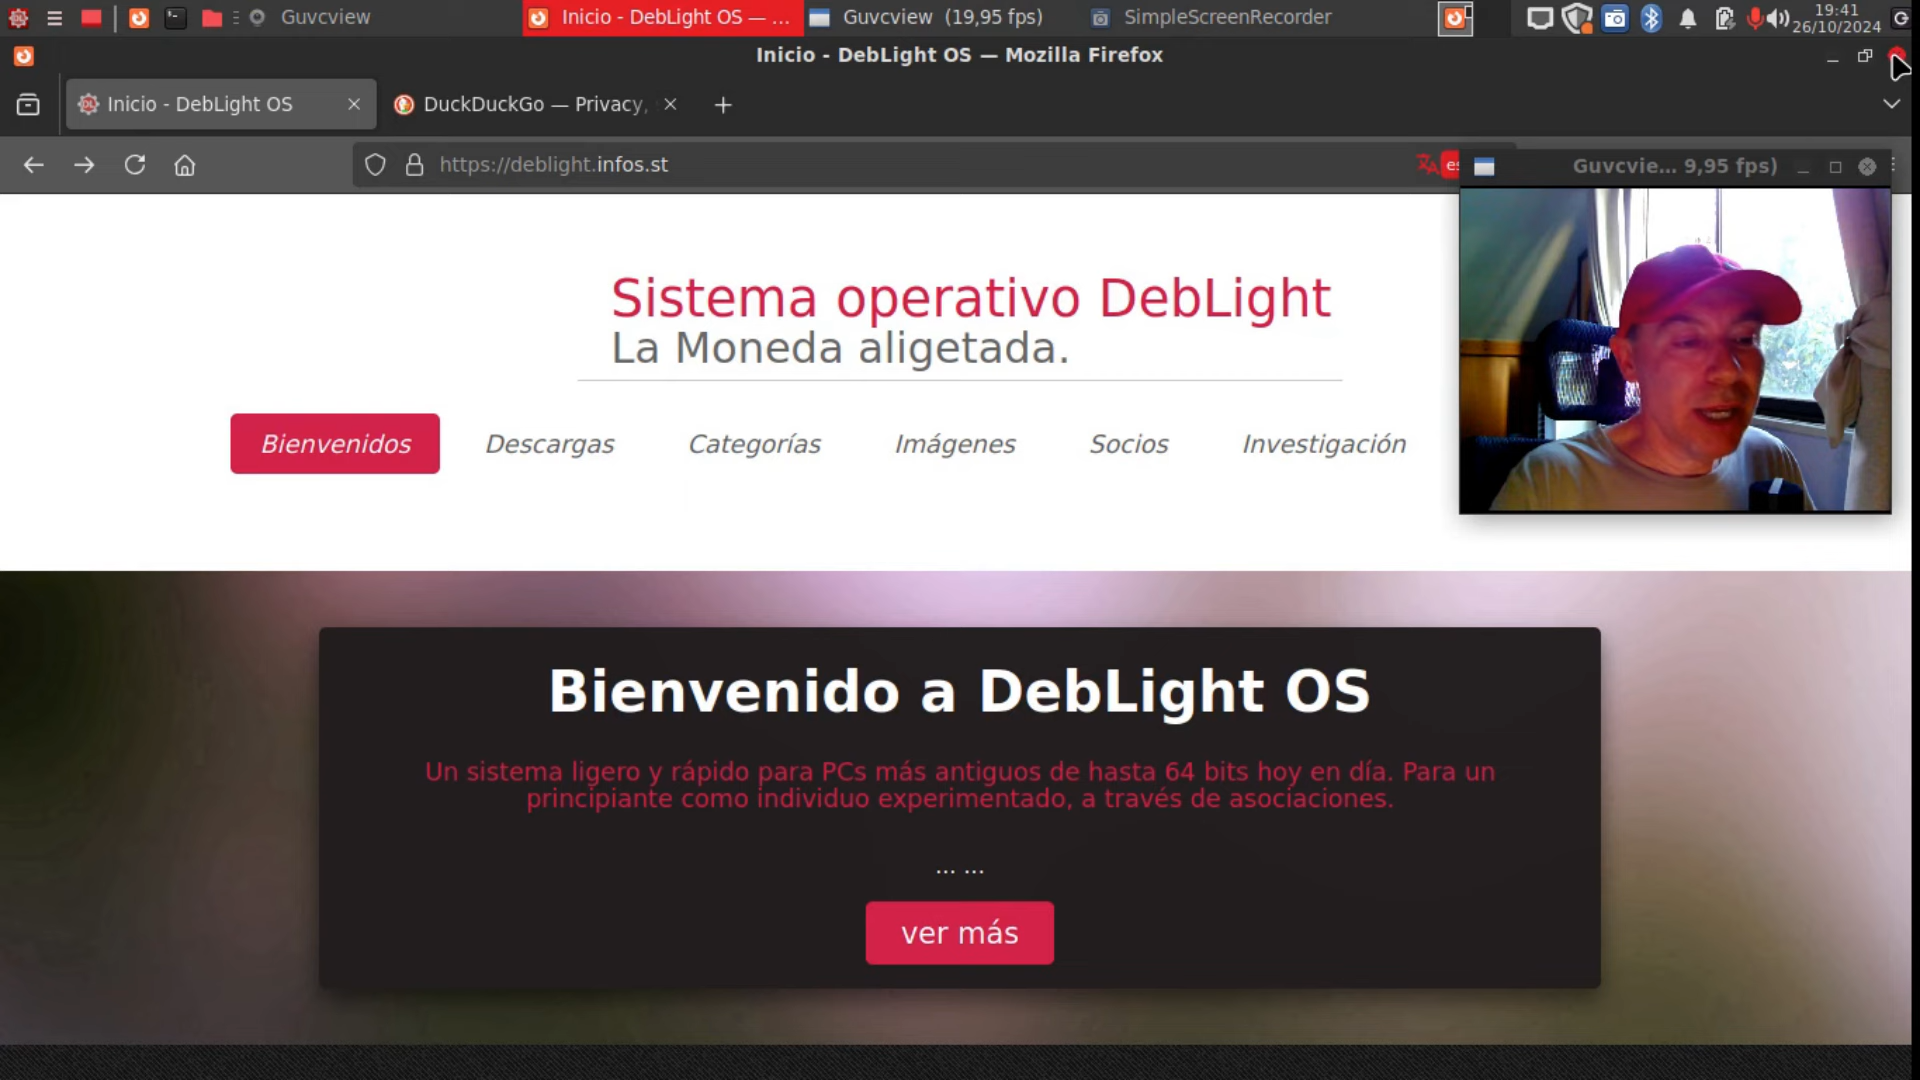 Guvcview
Inicio - DebLight OS — ...
Guvcview (19,95 fps)
SimpleScreenRecorder
19:41
26/10/2024
Inicio - DebLight OS — Mozilla Firefox
Inicio - DebLight OS
DuckDuckGo — Privacy,
https://deblight.infos.st
es
Guvcvie... 9,95 fps)
Sistema operativo DebLight
La Moneda aligetada.
Bienvenidos
Descargas
Categorías
Imágenes
Socios
Investigación
Bienvenido a DebLight OS
Un sistema ligero y rápido para PCs más antiguos de hasta 64 bits hoy en día. Para un
principiante como individuo experimentado, a través de asociaciones.
... ...
ver más